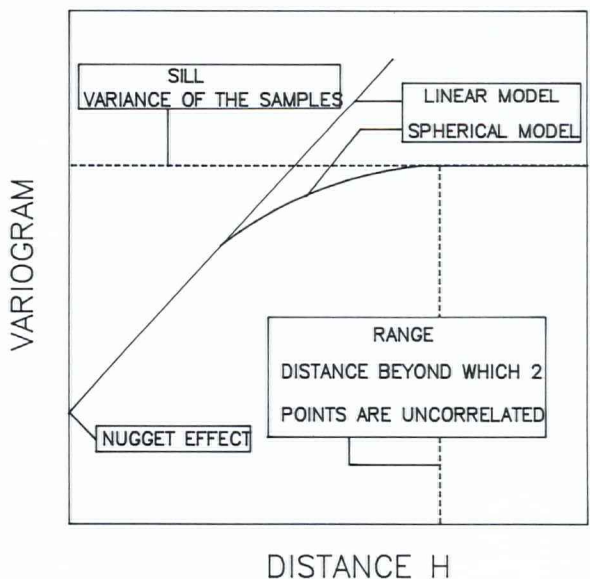 SILL
VARIANCE OF THE SAMPLES
LINEAR MODEL
SPHERICAL MODEL
VARIOGRAM
RANGE
DISTANCE BEYOND WHICH 2
POINTS ARE UNCORRELATED
NUGGET EFFECT
DISTANCE H